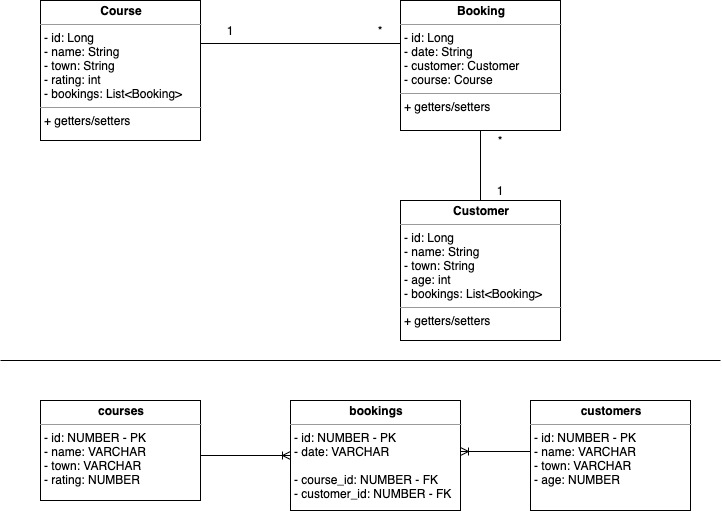 Course
- id: Long
- name: String
- town: String
- rating: int
- bookings: List<Booking>
+ getters/setters
1
*
Booking
- id: Long
- date: String
- customer: Customer
- course: Course
+ getters/setters
*
1
Customer
- id: Long
- name: String
- town: String
- age: int
- bookings: List<Booking>
+ getters/setters
courses
- id: NUMBER - PK
- name: VARCHAR
- town: VARCHAR
- rating: NUMBER
bookings
- id: NUMBER - PK
- date: VARCHAR
- course_id: NUMBER - FK
- customer_id: NUMBER - FK
customers
- id: NUMBER - PK
- name: VARCHAR
- town: VARCHAR
- age: NUMBER